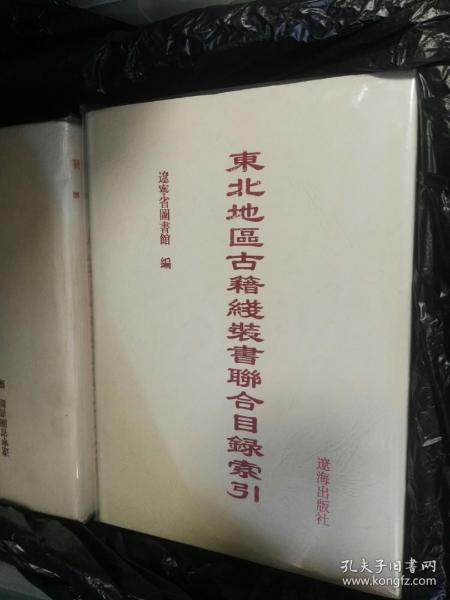 東北地區古籍綫裝書聯合目録索引
遼寧省圖書館 編
遼海出版社
孔夫子旧书网
www.kongfz.com